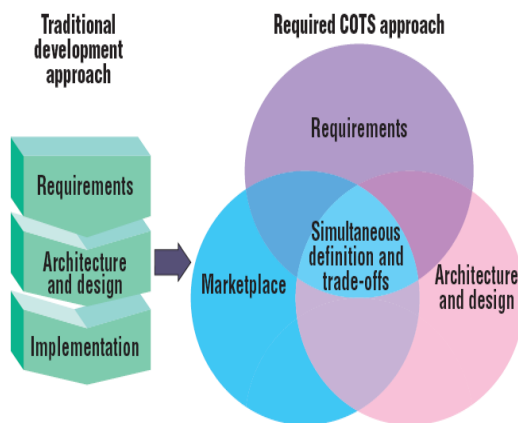 Traditional
development
approach
Required COTS approach
Requirements
Architecture
and design
Implementation
Requirements
Marketplace
Simultaneous
definition and
trade-offs
Architecture
and design